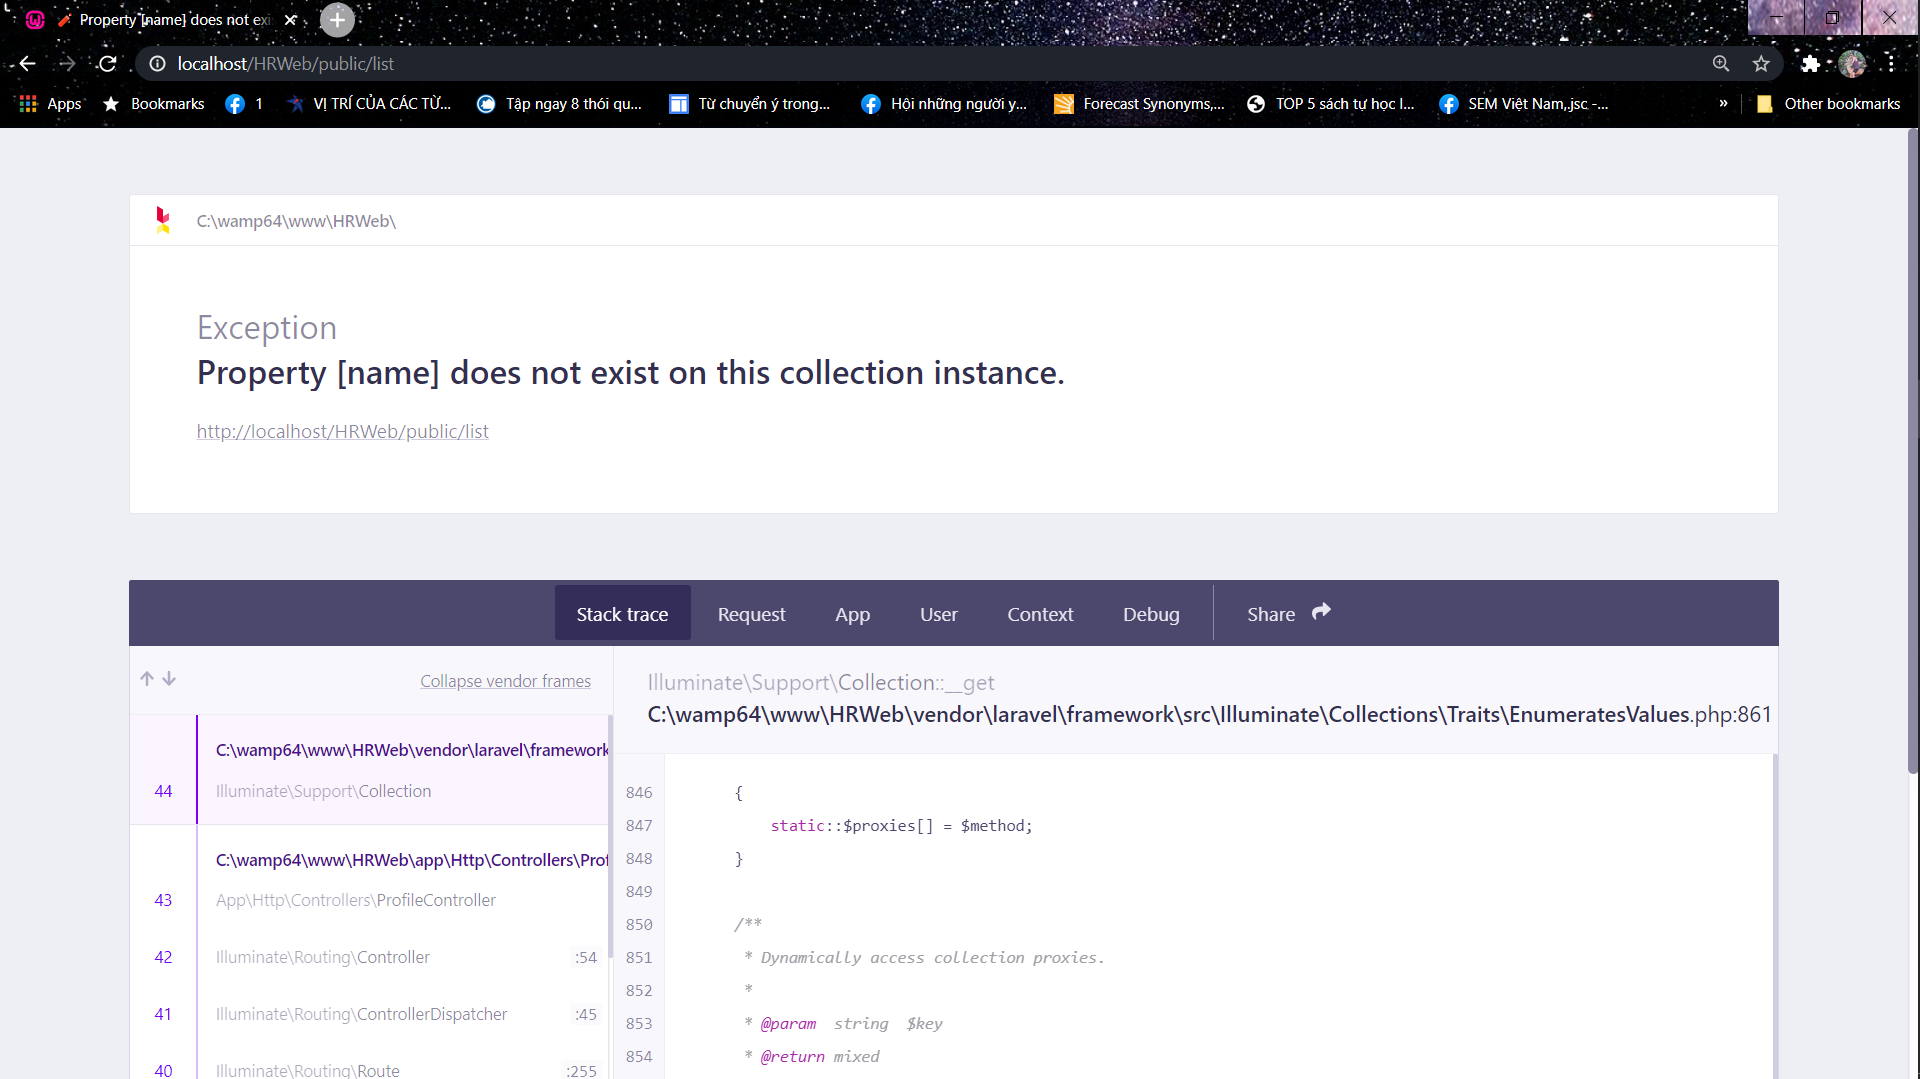 Property [name] does not exi
localhost/HRWeb/public/list
Apps
Bookmarks
1
VỊ TRÍ CỦA CÁC TỪ...
Tập ngay 8 thói qu...
Từ chuyển ý trong...
Hội những người y...
Forecast Synonyms,...
TOP 5 sách tự học I...
SEM Việt Nam,.jsc -...
»
Other bookmarks
C:\wamp64\www\HRWeb\
Exception
Property [name] does not exist on this collection instance.
http://localhost/HRWeb/public/list
Stack trace
Request
App
User
Context
Debug
Share
Collapse vendor frames
C:\wamp64\www\HRWeb\vendor\laravel\framework
44
Illuminate\Support\Collection
C:\wamp64\www\HRWeb\app\Http\Controllers\Prof
43
App\Http\Controllers\ProfileController
42
Illuminate\Routing\Controller
:54
41
Illuminate\Routing\ControllerDispatcher
:45
40
Illuminate\Routing\Route
:255
Illuminate\Support\Collection::__get
C:\wamp64\www\HRWeb\vendor\laravel\framework\src\Illuminate\Collections\Traits\EnumeratesValues.php:861
846 {
847 static::$proxies[] = $method;
848 }
849
850 /**
851 * Dynamically access collection proxies.
852 *
853 * @param string $key
854 * @return mixed